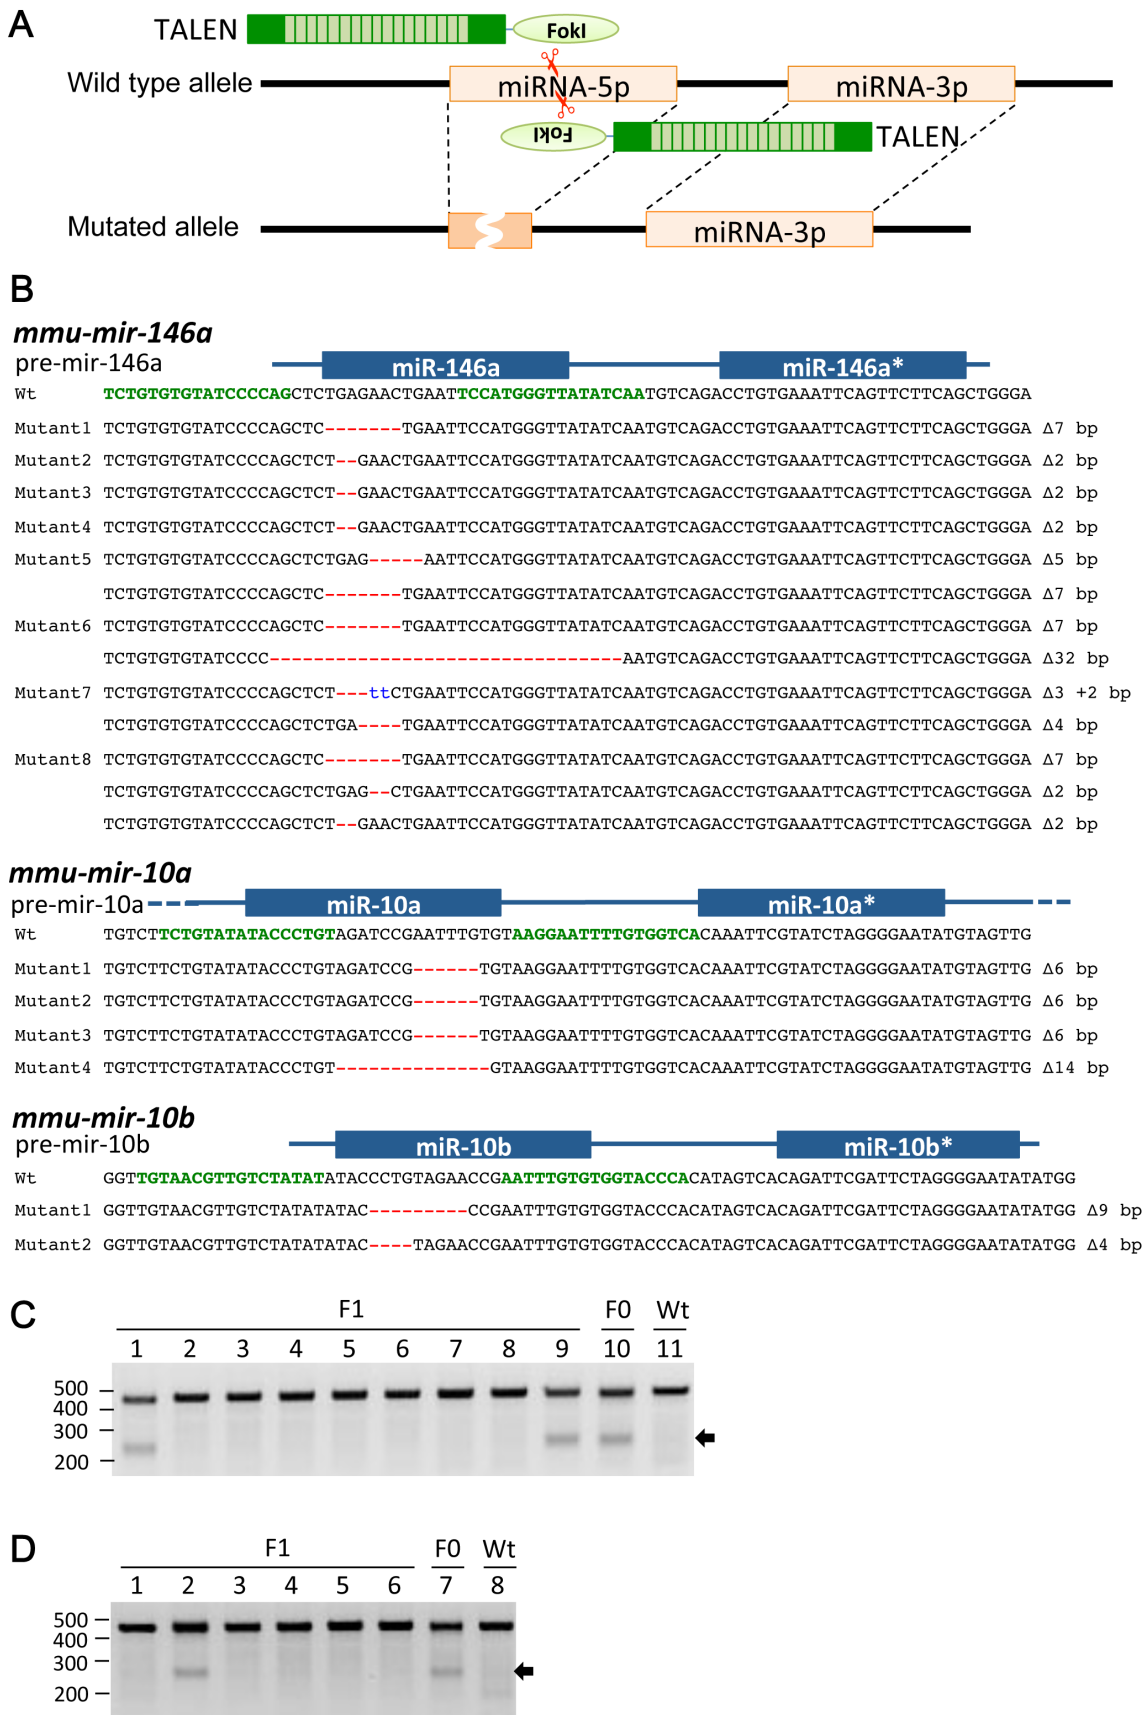 A
TALEN
FokI
Wild type allele
miRNA-5p
miRNA-3p
FokI
TALEN
Mutated allele
miRNA-3p
B
mmu-mir-146a
pre-mir-146a
miR-146a
miR-146a*
Wt TCTGTGTGTATCCCCAGCTCTGAGAACTGAATTCCATGGGTTATATCAATGTCAGACCTGTGAAATTCAGTTCTTCAGCTGGGA
Mutant1 TCTGTGTGTATCCCCAGCTC-------TGAATTCCATGGGTTATATCAATGTCAGACCTGTGAAATTCAGTTCTTCAGCTGGGA Δ7 bp
Mutant2 TCTGTGTGTATCCCCAGCTCT--GAACTGAATTCCATGGGTTATATCAATGTCAGACCTGTGAAATTCAGTTCTTCAGCTGGGA Δ2 bp
Mutant3 TCTGTGTGTATCCCCAGCTCT--GAACTGAATTCCATGGGTTATATCAATGTCAGACCTGTGAAATTCAGTTCTTCAGCTGGGA Δ2 bp
Mutant4 TCTGTGTGTATCCCCAGCTCT--GAACTGAATTCCATGGGTTATATCAATGTCAGACCTGTGAAATTCAGTTCTTCAGCTGGGA Δ2 bp
Mutant5 TCTGTGTGTATCCCCAGCTCTGAG-----AATTCCATGGGTTATATCAATGTCAGACCTGTGAAATTCAGTTCTTCAGCTGGGA Δ5 bp
TCTGTGTGTATCCCCAGCTC-------TGAATTCCATGGGTTATATCAATGTCAGACCTGTGAAATTCAGTTCTTCAGCTGGGA Δ7 bp
Mutant6 TCTGTGTGTATCCCCAGCTC-------TGAATTCCATGGGTTATATCAATGTCAGACCTGTGAAATTCAGTTCTTCAGCTGGGA Δ7 bp
TCTGTGTGTATCCCC--------------------------------AATGTCAGACCTGTGAAATTCAGTTCTTCAGCTGGGA Δ32 bp
Mutant7 TCTGTGTGTATCCCCAGCTCT---ttCTGAATTCCATGGGTTATATCAATGTCAGACCTGTGAAATTCAGTTCTTCAGCTGGGA Δ3 +2 bp
TCTGTGTGTATCCCCAGCTCTGA----TGAATTCCATGGGTTATATCAATGTCAGACCTGTGAAATTCAGTTCTTCAGCTGGGA Δ4 bp
Mutant8 TCTGTGTGTATCCCCAGCTC-------TGAATTCCATGGGTTATATCAATGTCAGACCTGTGAAATTCAGTTCTTCAGCTGGGA Δ7 bp
TCTGTGTGTATCCCCAGCTCTGAG--CTGAATTCCATGGGTTATATCAATGTCAGACCTGTGAAATTCAGTTCTTCAGCTGGGA Δ2 bp
TCTGTGTGTATCCCCAGCTCT--GAACTGAATTCCATGGGTTATATCAATGTCAGACCTGTGAAATTCAGTTCTTCAGCTGGGA Δ2 bp
mmu-mir-10a
pre-mir-10a
miR-10a
miR-10a*
Wt TGTCTTCTGTATATACCCTGTAGATCCGAATTTGTGTAAGGAATTTTGTGGTCACAAATTCGTATCTAGGGGAATATGTAGTTG
Mutant1 TGTCTTCTGTATATACCCTGTAGATCCG------TGTAAGGAATTTTGTGGTCACAAATTCGTATCTAGGGGAATATGTAGTTG Δ6 bp
Mutant2 TGTCTTCTGTATATACCCTGTAGATCCG------TGTAAGGAATTTTGTGGTCACAAATTCGTATCTAGGGGAATATGTAGTTG Δ6 bp
Mutant3 TGTCTTCTGTATATACCCTGTAGATCCG------TGTAAGGAATTTTGTGGTCACAAATTCGTATCTAGGGGAATATGTAGTTG Δ6 bp
Mutant4 TGTCTTCTGTATATACCCTGT--------------GTAAGGAATTTTGTGGTCACAAATTCGTATCTAGGGGAATATGTAGTTG Δ14 bp
mmu-mir-10b
pre-mir-10b
miR-10b
miR-10b*
Wt GGTTGTAACGTTGTCTATATATACCCTGTAGAACCGAATTTGTGTGGTACCCACATAGTCACAGATTCGATTCTAGGGGAATATATGG
Mutant1 GGTTGTAACGTTGTCTATATATAC---------CCGAATTTGTGTGGTACCCACATAGTCACAGATTCGATTCTAGGGGAATATATGG Δ9 bp
Mutant2 GGTTGTAACGTTGTCTATATATAC----TAGAACCGAATTTGTGTGGTACCCACATAGTCACAGATTCGATTCTAGGGGAATATATGG Δ4 bp
C
F1 F0 Wt
1 2 3 4 5 6 7 8 9 10 11
500
400
300
200
D
F1 F0 Wt
1 2 3 4 5 6 7 8
500
400
300
200